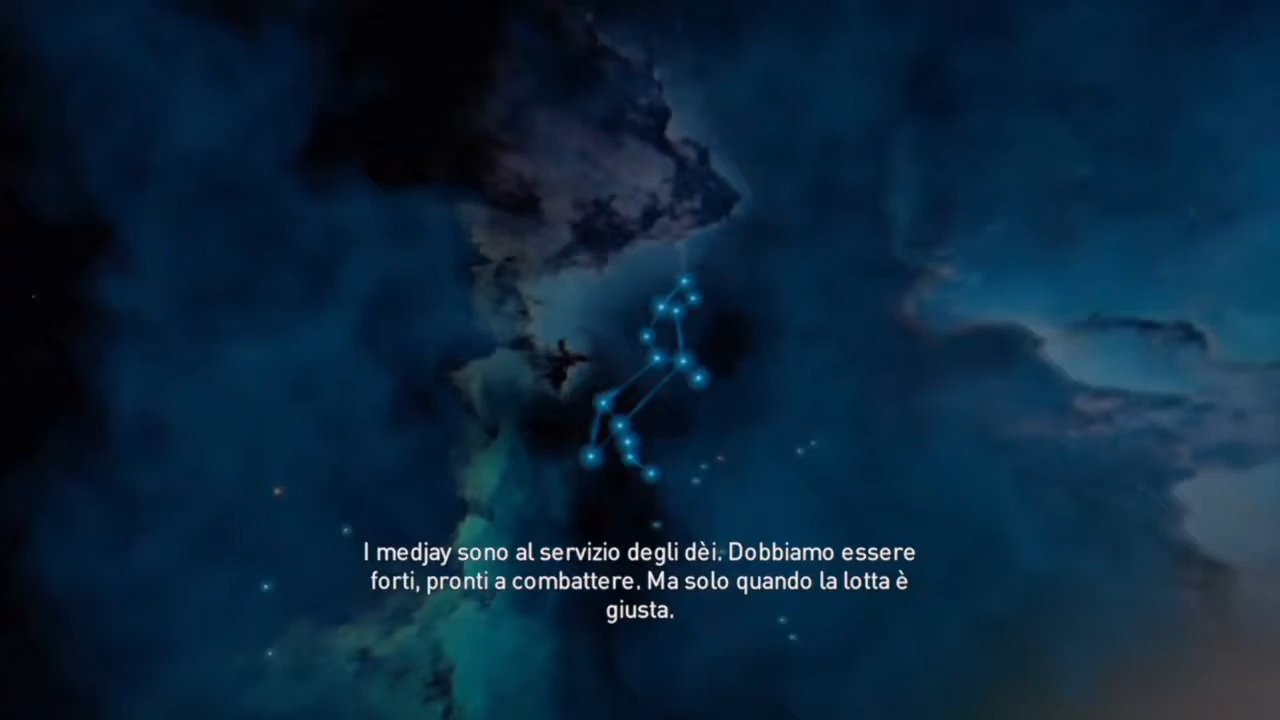 I medjay sono al servizio degli dèi. Dobbiamo essere
forti, pronti a combattere. Ma solo quando la lotta è
giusta.